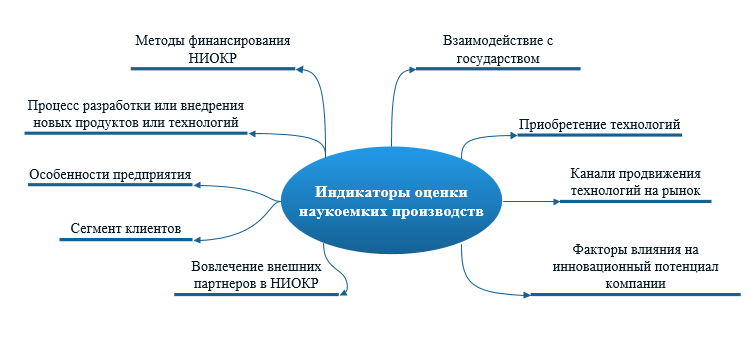 Методы финансирования
НИОКР
Взаимодействие с
государством
Процесс разработки или внедрения
новых продуктов или технологий
Приобретение технологий
Особенности предприятия
Индикаторы оценки
наукоемких производств
Канали продвижения
технологий на рынок
Сегмент клиентов
Вовлечение внешних
партнеров в НИОКР
Факторы влияния на
инновационный потенциал
компании